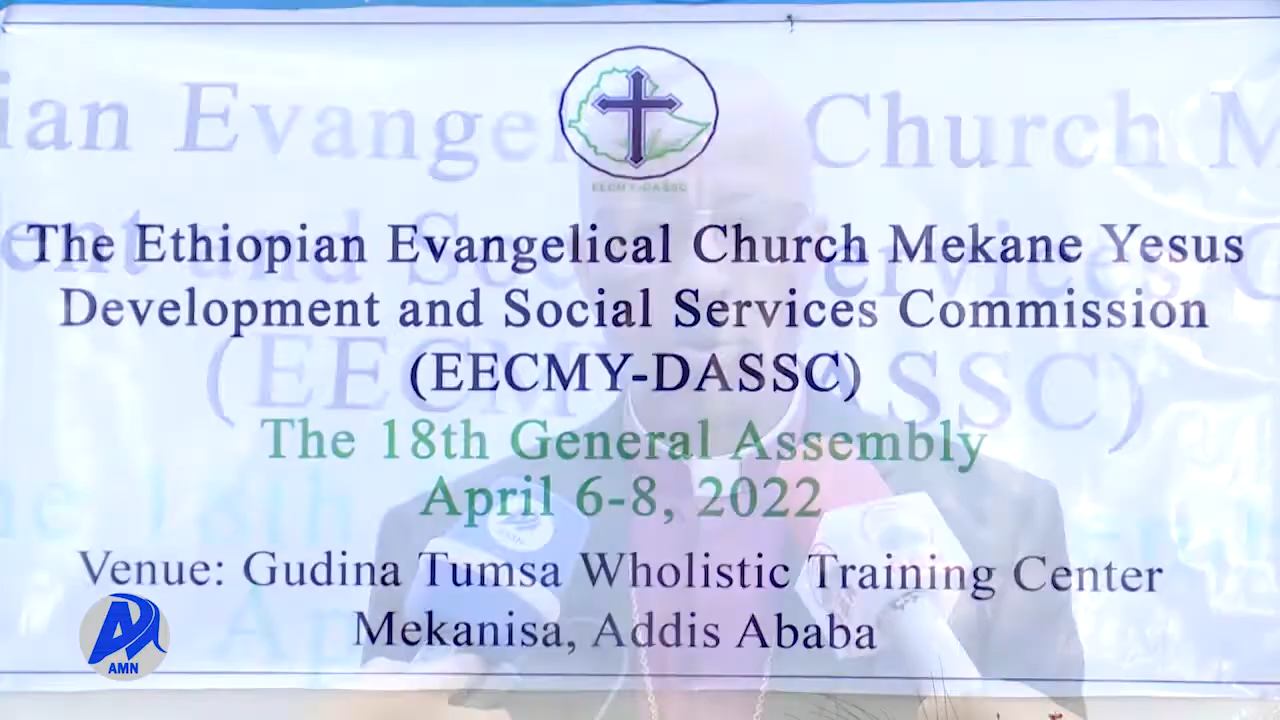 EECMY-DASSC
The Ethiopian Evangelical Church Mekane Yesus
Development and Social Services Commission
(EECMY-DASSC)
The 18th General Assembly
April 6-8, 2022
Venue: Gudina Tumsa Wholistic Training Center
Mekanisa, Addis Ababa
AMN